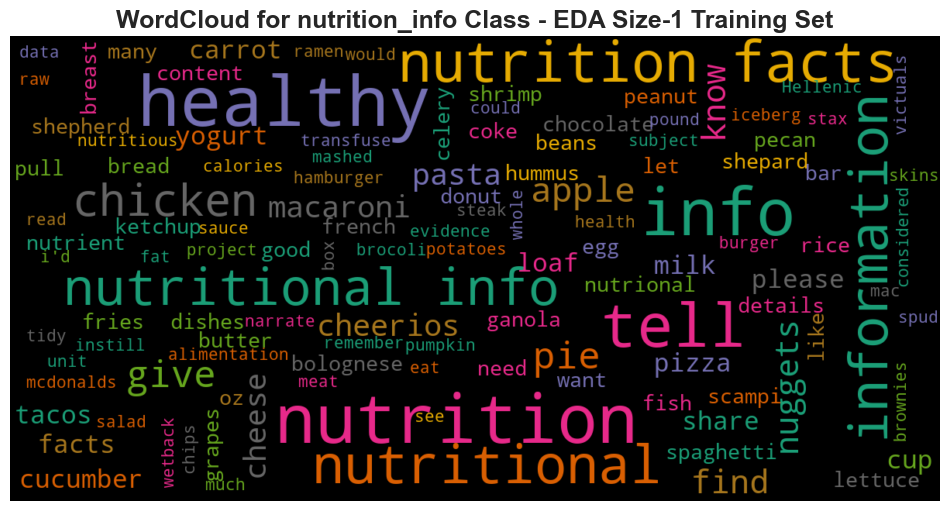 WordCloud for nutrition_info Class - EDA Size-1 Training Set
data
many
carrot
ramen
would
nutrition facts
raw
breast
content
healthy
celery
shrimp
could
peanut
know
Hellenic
victuals
shepherd
nutritious
yogurt
transfuse
mashed
coke
chocolate
beans
pound
subject
iceberg
stax
pecan
pull
bread
calories
hamburger
pasta
hummus
let
shepard
bar
skins
chicken
macaroni
donut
steak
whole
apple
health
info
information
considered
read
ketchup
sauce
french
evidence
nutrient
i'd
fat
project
good
box
brocoli
potatoes
egg
burger
rice
loaf
nutrional
milk
please
mac
nutritional info
tell
details
spud
fries
dishes
narrate
cheerios
ganola
like
tidy
instill
butter
remember
pumpkin
unit
alimentation
bolognese
eat
pie
pizza
nuggets
mcdonalds
give
meat
need
want
brownies
oz
cheese
nutrition
see
fish
scampi
tacos
salad
wetback
chips
grapes
share
facts
spaghetti
cup
cucumber
much
nutritional
find
lettuce